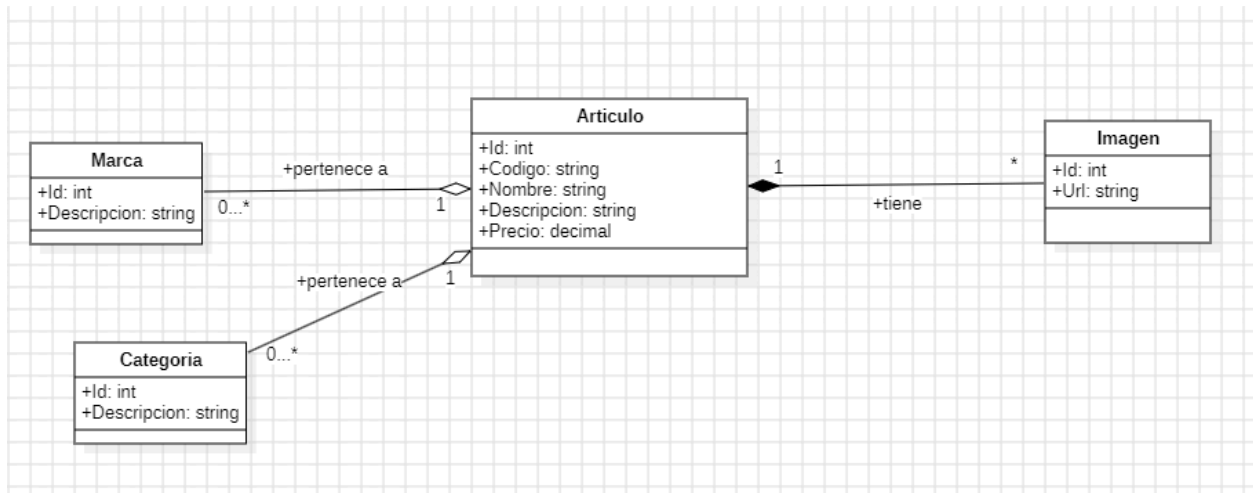 Marca
+Id: int
+Descripcion: string
+pertenece a
0...*
1
Articulo
+Id: int
+Codigo: string
+Nombre: string
+Descripcion: string
+Precio: decimal
1
*
+tiene
Imagen
+Id: int
+Url: string
+pertenece a
1
0...*
Categoria
+Id: int
+Descripcion: string